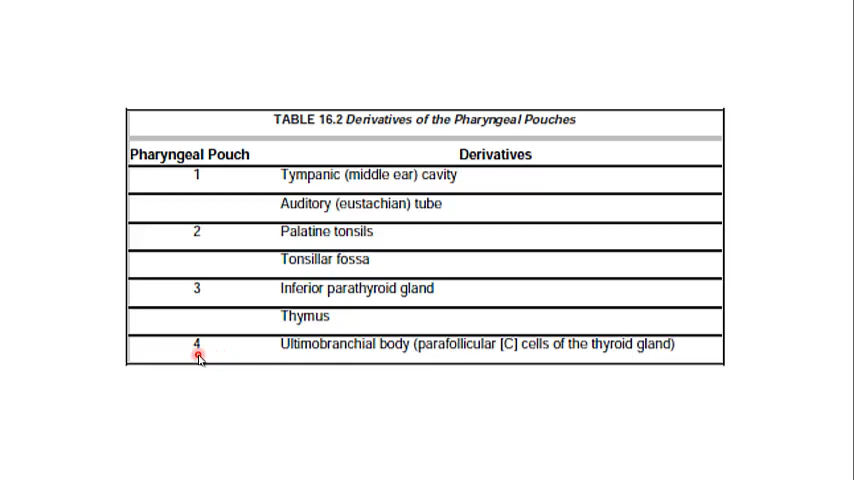 TABLE 16.2 Derivatives of the Pharyngeal Pouches
Pharyngeal Pouch Derivatives
1 Tympanic (middle ear) cavity
Auditory (eustachian) tube
2 Palatine tonsils
Tonsillar fossa
3 Inferior parathyroid gland
Thymus
4 Ultimobranchial body (parafollicular [C] cells of the thyroid gland)